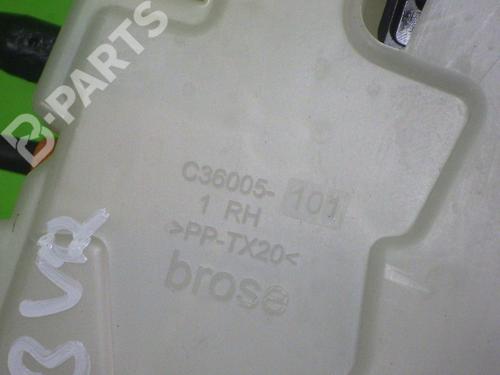 B-PARTS
C36005-101
1 RH
>PP-TX20<
brose